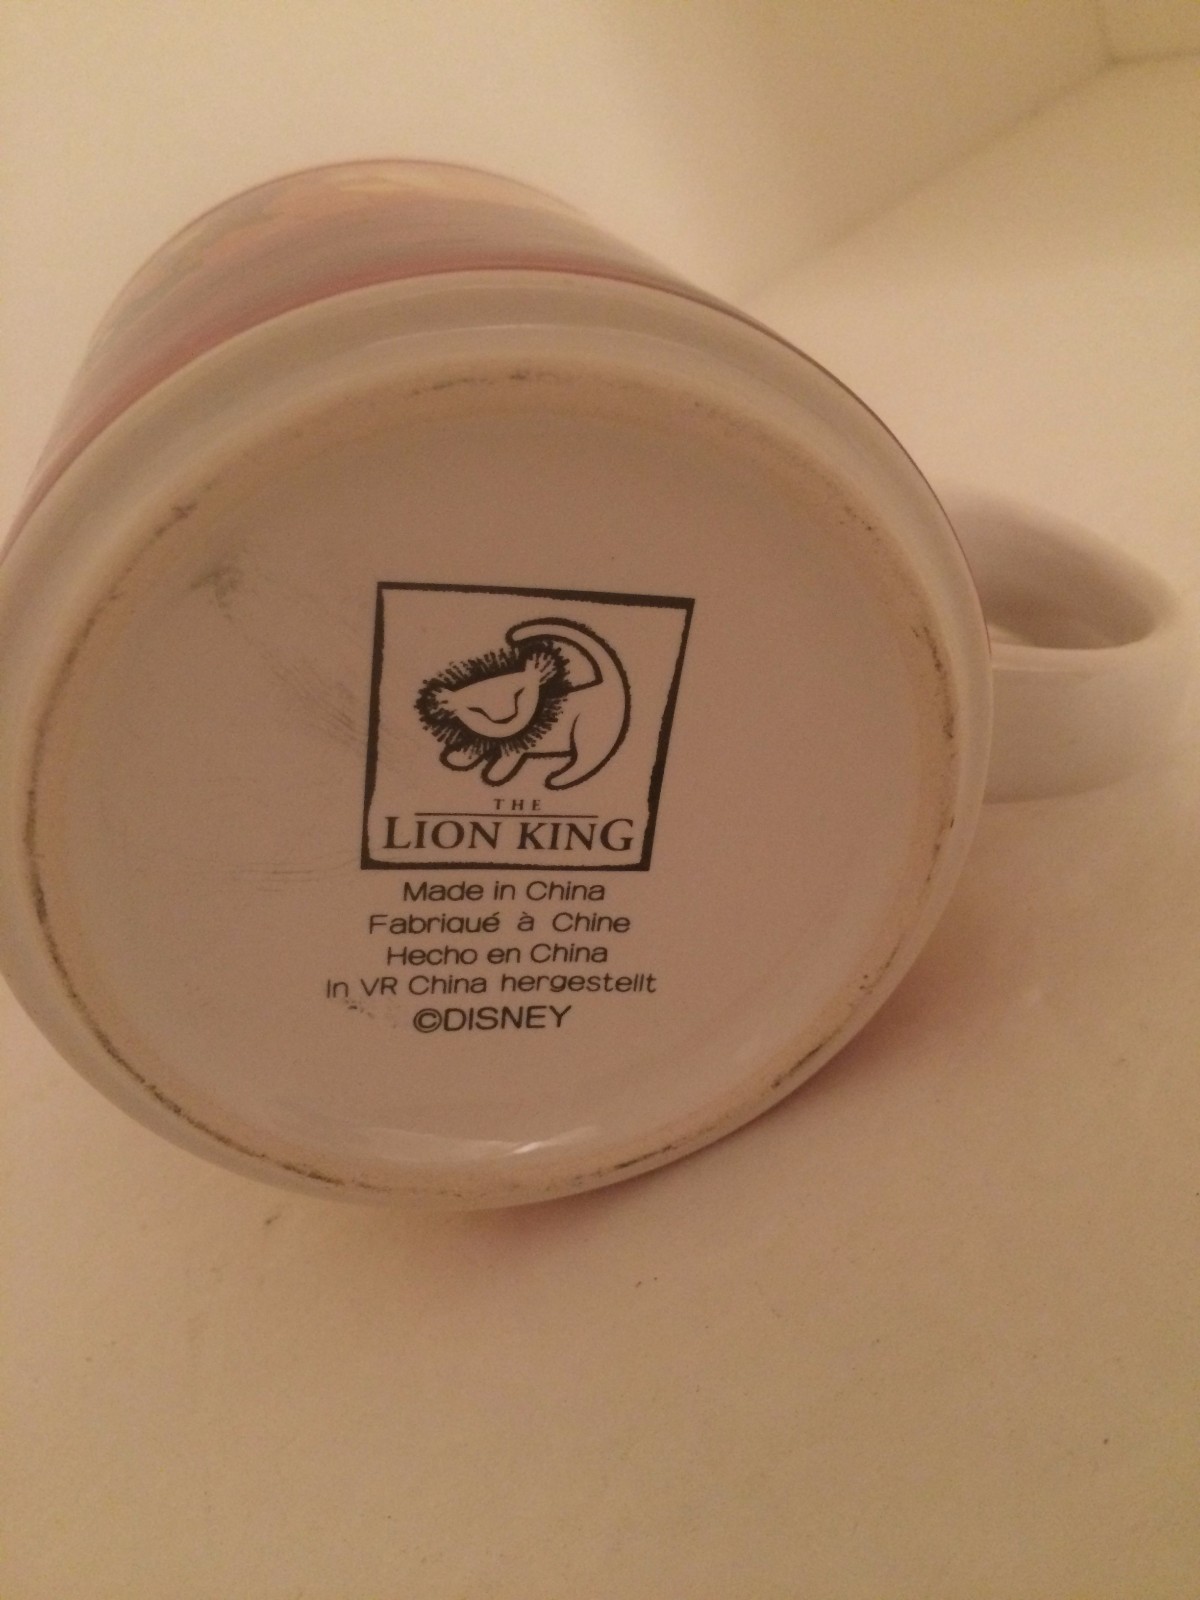 THE
LION KING
Made in China
Fabriqué à Chine
Hecho en China
In VR China hergestellt
©DISNEY